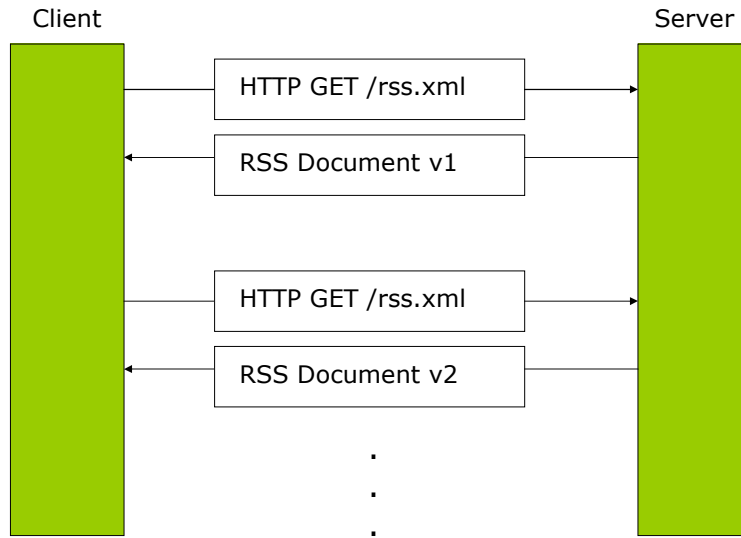 Client
Server
HTTP GET /rss.xml
RSS Document v1
HTTP GET /rss.xml
RSS Document v2
.
.
.